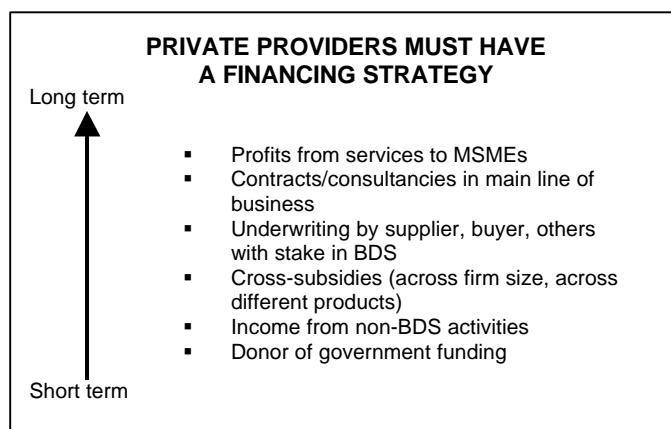 PRIVATE PROVIDERS MUST HAVE
A FINANCING STRATEGY
Long term
▪ Profits from services to MSMEs
▪ Contracts/consultancies in main line of
business
▪ Underwriting by supplier, buyer, others
with stake in BDS
▪ Cross-subsidies (across firm size, across
different products)
▪ Income from non-BDS activities
▪ Donor of government funding
Short term